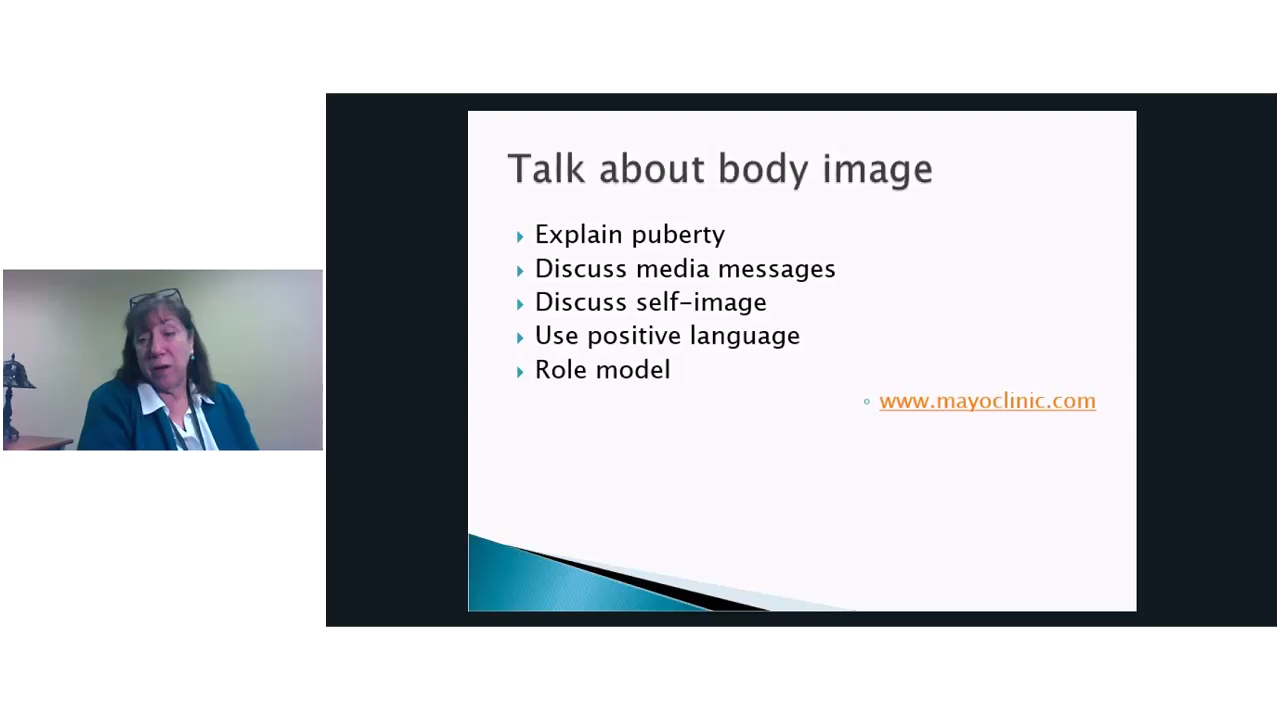 Talk about body image
Explain puberty
Discuss media messages
Discuss self-image
Use positive language
Role model
www.mayoclinic.com